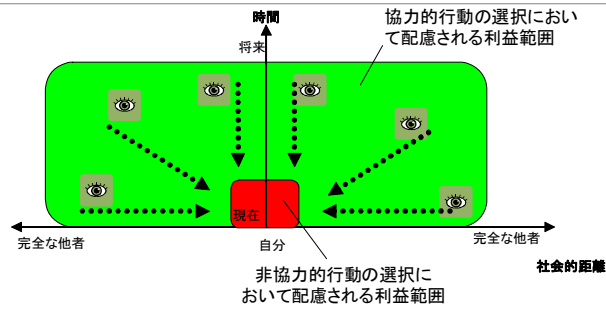 時間
協力的行動の選択におい
て配慮される利益範囲
将来
現在
完全な他者
自分
完全な他者
社会的距離
非協力的行動の選択に
おいて配慮される利益範囲